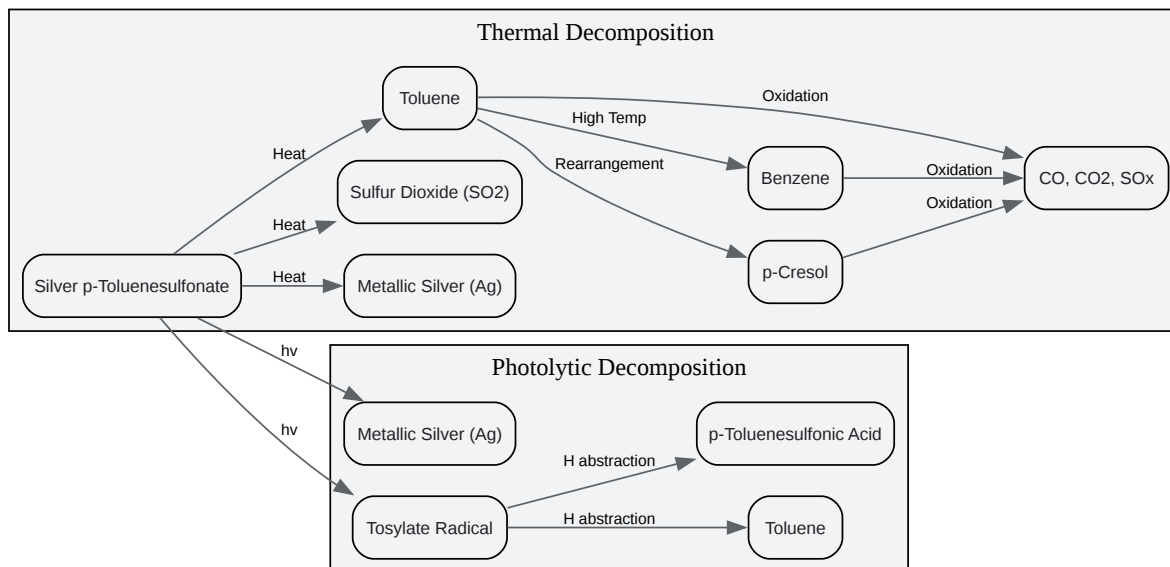 Thermal Decomposition
Toluene
Oxidation
High Temp
Heat
Rearrangement
Benzene
Oxidation
CO, CO2, SOx
Sulfur Dioxide (SO2)
Oxidation
Heat
Silver p-Toluenesulfonate
Heat
Metallic Silver (Ag)
p-Cresol
hv
Photolytic Decomposition
Metallic Silver (Ag)
p-Toluenesulfonic Acid
hv
H abstraction
Tosylate Radical
H abstraction
Toluene